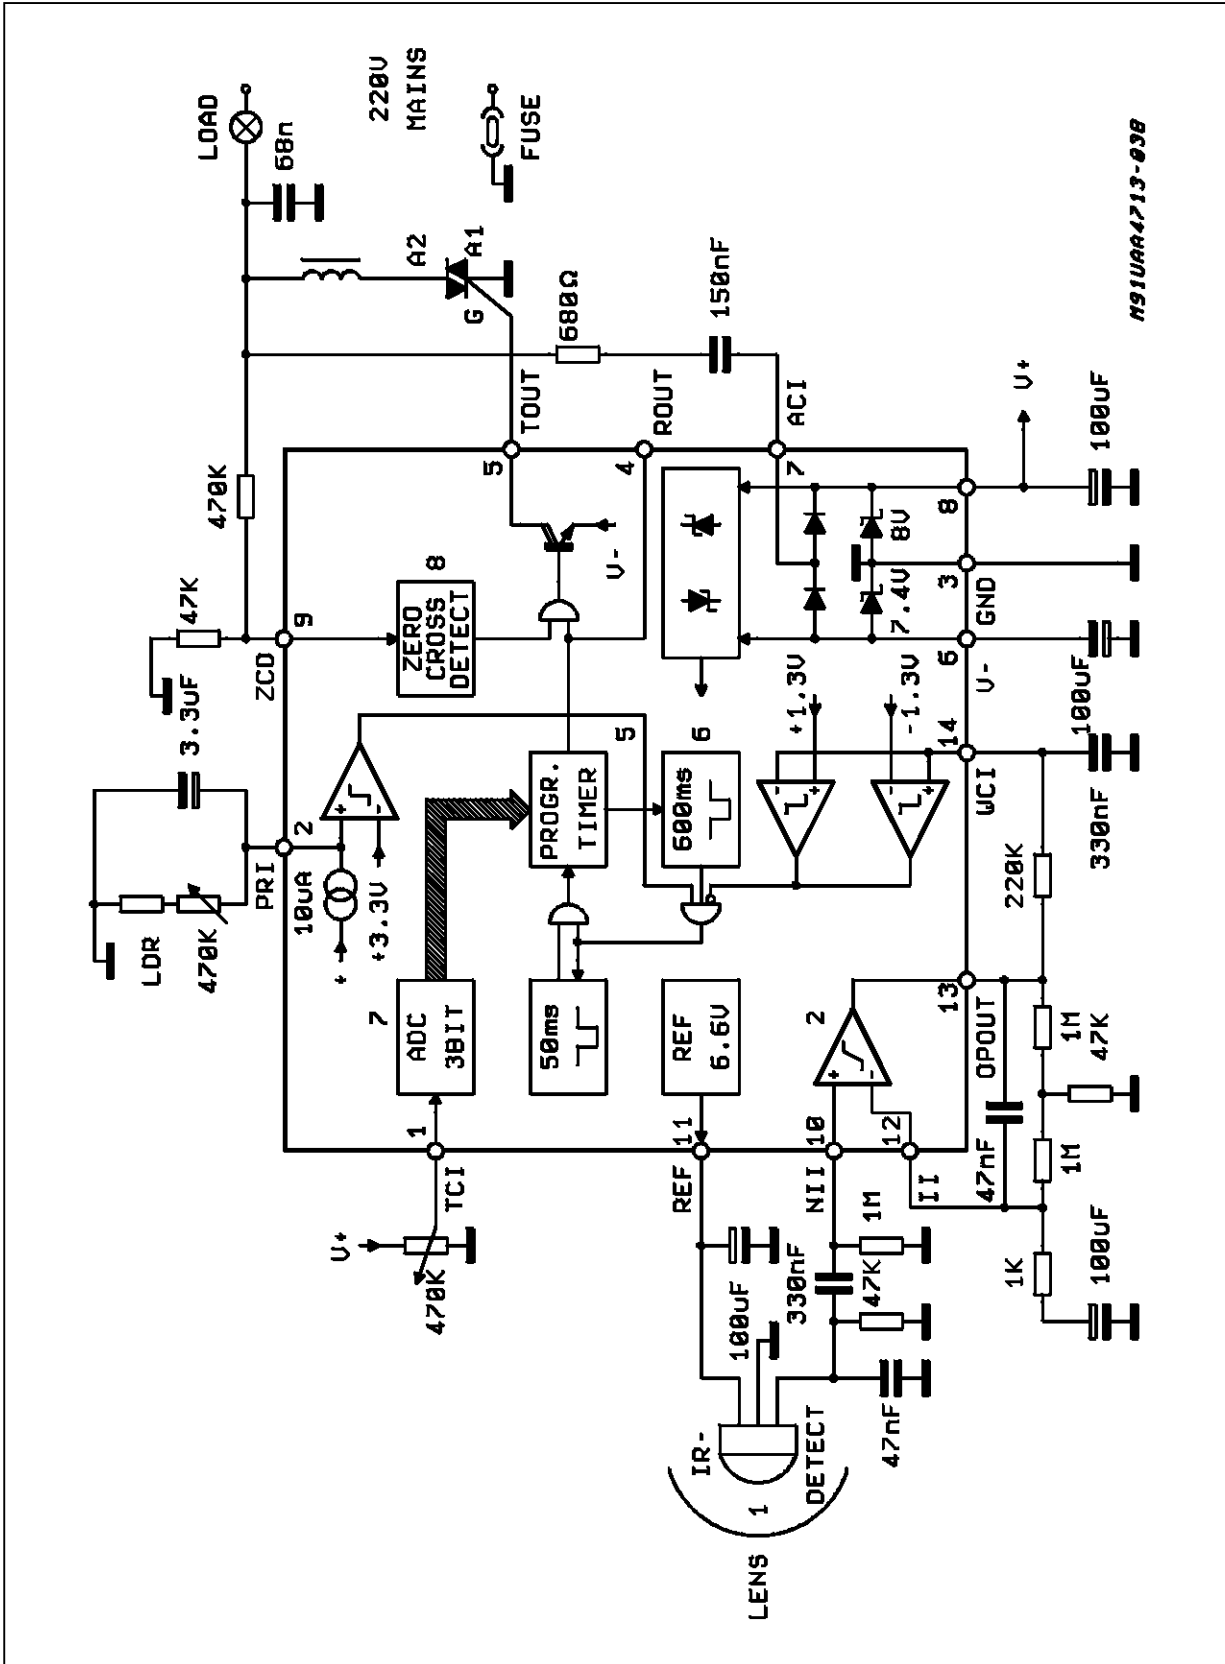 LOAD
68n
220V
MAINS
FUSE
470K
A2
A1
G
680Ω
150nF
47K
3.3uF
ZCD
9
ZERO
CROSS
DETECT
8
5
TOUT
4
ROUT
7
ACI
V-
8V
7.4V
8
V+
100uF
3
GND
6
V-
100uF
LDR
470K
PRI
2
10uA
+
+3.3V
+
-
5
PROGR.
TIMER
6
600ms
+1.3V
-1.3V
-
+
-
+
14
WCI
330nF
220K
7
ADC
3BIT
50ms
REF
6.6V
2
+
-
13
OPOUT
1M
47K
1
TCI
V+
470K
11
REF
100uF
10
NII
12
II
47nF
1M
330nF
1M
47K
1K
100uF
47nF
IR-
DETECT
1
LENS
M91UAA4713-03B